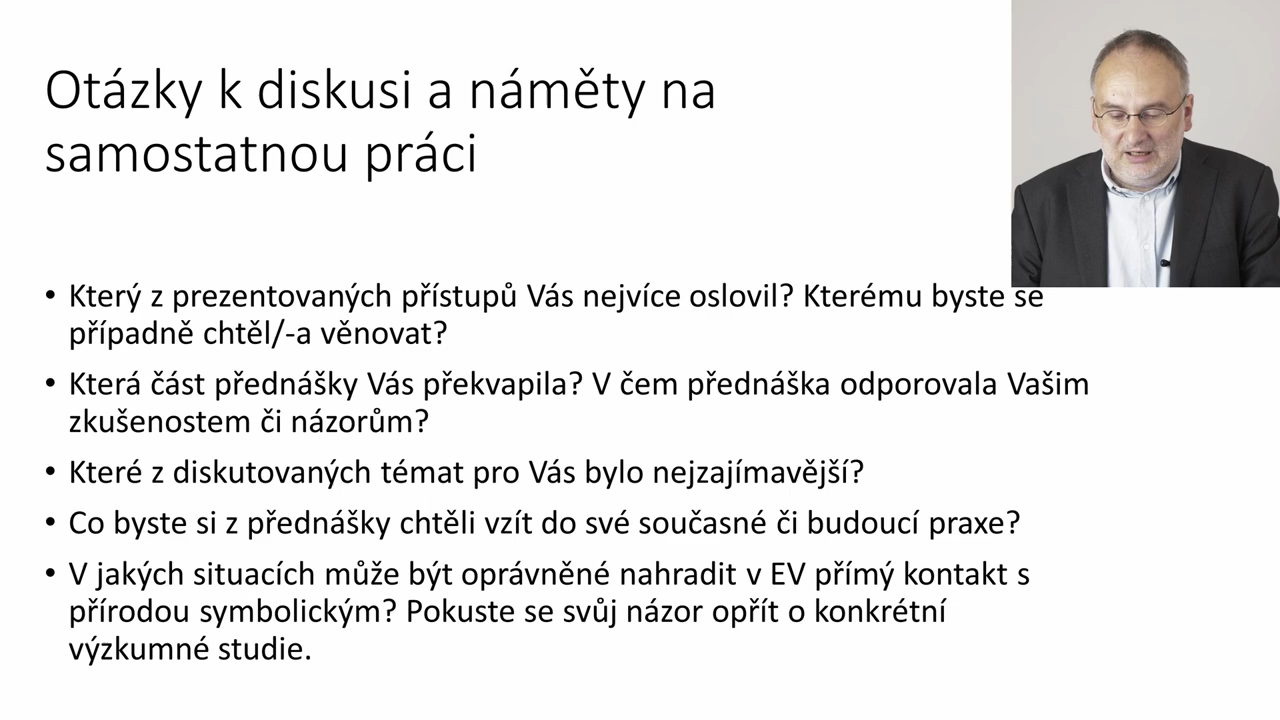 Otázky k diskusi a náměty na
samostatnou práci
• Který z prezentovaných přístupů Vás nejvíce oslovil? Kterému byste se
případně chtěl/-a věnovat?
• Která část přednášky Vás překvapila? V čem přednáška odporovala Vašim
zkušenostem či názorům?
• Které z diskutovaných témat pro Vás bylo nejzajímavější?
• Co byste si z přednášky chtěli vzít do své současné či budoucí praxe?
• V jakých situacích může být oprávněné nahradit v EV přímý kontakt s
přírodou symbolickým? Pokuste se svůj názor opřít o konkrétní
výzkumné studie.